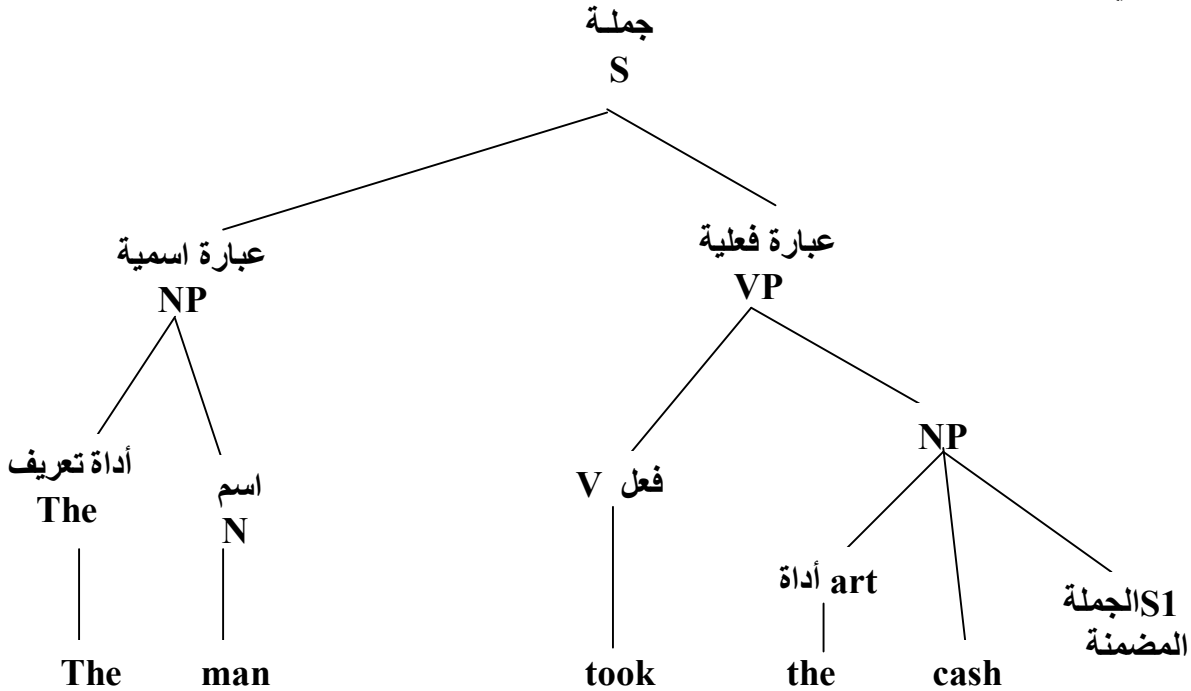 جملــة
S
عبارة اسمية
NP
عبارة فعلية
VP
أداة تعريف
The
اسم
N
فعل V
NP
أداة art
S1الجملة
المضمنة
The man took the cash